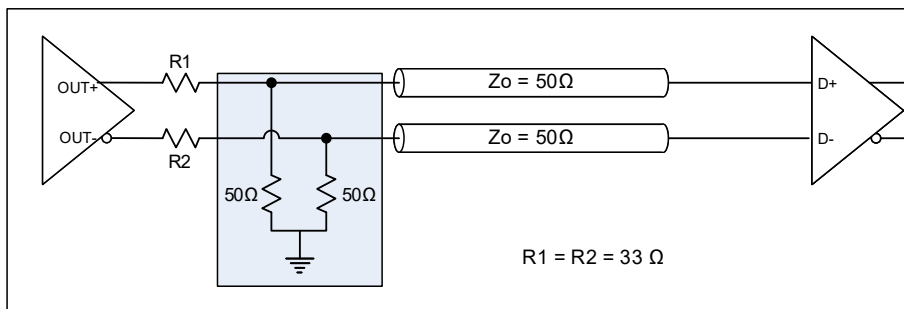 R1
OUT+
Zo = 50Ω
D+
OUT-
Zo = 50Ω
D-
R2
50Ω
50Ω
R1 = R2 = 33 Ω